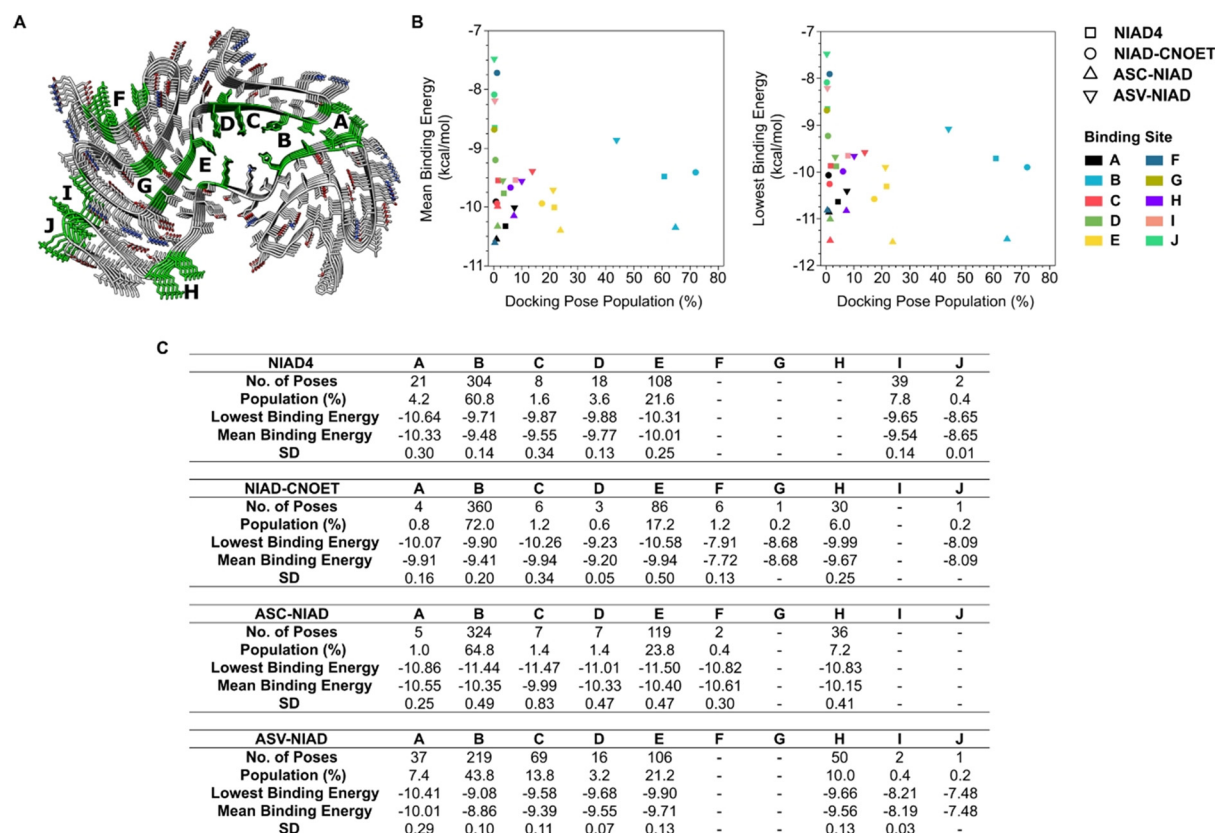 A
F
D
C
A
B
E
G
I
J
H
B
-7
-8
-9
-10
-11
Mean Binding Energy
(kcal/mol)
0 10 20 30 40 50 60 70 80
Docking Pose Population (%)
-7
-8
-9
-10
-11
-12
Lowest Binding Energy
(kcal/mol)
0 10 20 30 40 50 60 70 80
Docking Pose Population (%)
NIAD4
NIAD-CNOET
ASC-NIAD
ASV-NIAD
Binding Site
A F
B G
C H
D I
E J
C
NIAD4 A B C D E F G H I J
No. of Poses 21 304 8 18 108 - - - 39 2
Population (%) 4.2 60.8 1.6 3.6 21.6 - - - 7.8 0.4
Lowest Binding Energy -10.64 -9.71 -9.87 -9.88 -10.31 - - - -9.65 -8.65
Mean Binding Energy -10.33 -9.48 -9.55 -9.77 -10.01 - - - -9.54 -8.65
SD 0.30 0.14 0.34 0.13 0.25 - - - 0.14 0.01
NIAD-CNOET A B C D E F G H I J
No. of Poses 4 360 6 3 86 6 1 30 - 1
Population (%) 0.8 72.0 1.2 0.6 17.2 1.2 0.2 6.0 - 0.2
Lowest Binding Energy -10.07 -9.90 -10.26 -9.23 -10.58 -7.91 -8.68 -9.99 - -8.09
Mean Binding Energy -9.91 -9.41 -9.94 -9.20 -9.94 -7.72 -8.68 -9.67 - -8.09
SD 0.16 0.20 0.34 0.05 0.50 0.13 - 0.25 - -
ASC-NIAD A B C D E F G H I J
No. of Poses 5 324 7 7 119 2 - 36 - -
Population (%) 1.0 64.8 1.4 1.4 23.8 0.4 - 7.2 - -
Lowest Binding Energy -10.86 -11.44 -11.47 -11.01 -11.50 -10.82 - -10.83 - -
Mean Binding Energy -10.55 -10.35 -9.99 -10.33 -10.40 -10.61 - -10.15 - -
SD 0.25 0.49 0.83 0.47 0.47 0.30 - 0.41 - -
ASV-NIAD A B C D E F G H I J
No. of Poses 37 219 69 16 106 - - 50 2 1
Population (%) 7.4 43.8 13.8 3.2 21.2 - - 10.0 0.4 0.2
Lowest Binding Energy -10.41 -9.08 -9.58 -9.68 -9.90 - - -9.66 -8.21 -7.48
Mean Binding Energy -10.01 -8.86 -9.39 -9.55 -9.71 - - -9.56 -8.19 -7.48
SD 0.29 0.10 0.11 0.07 0.13 - - 0.13 0.03 -